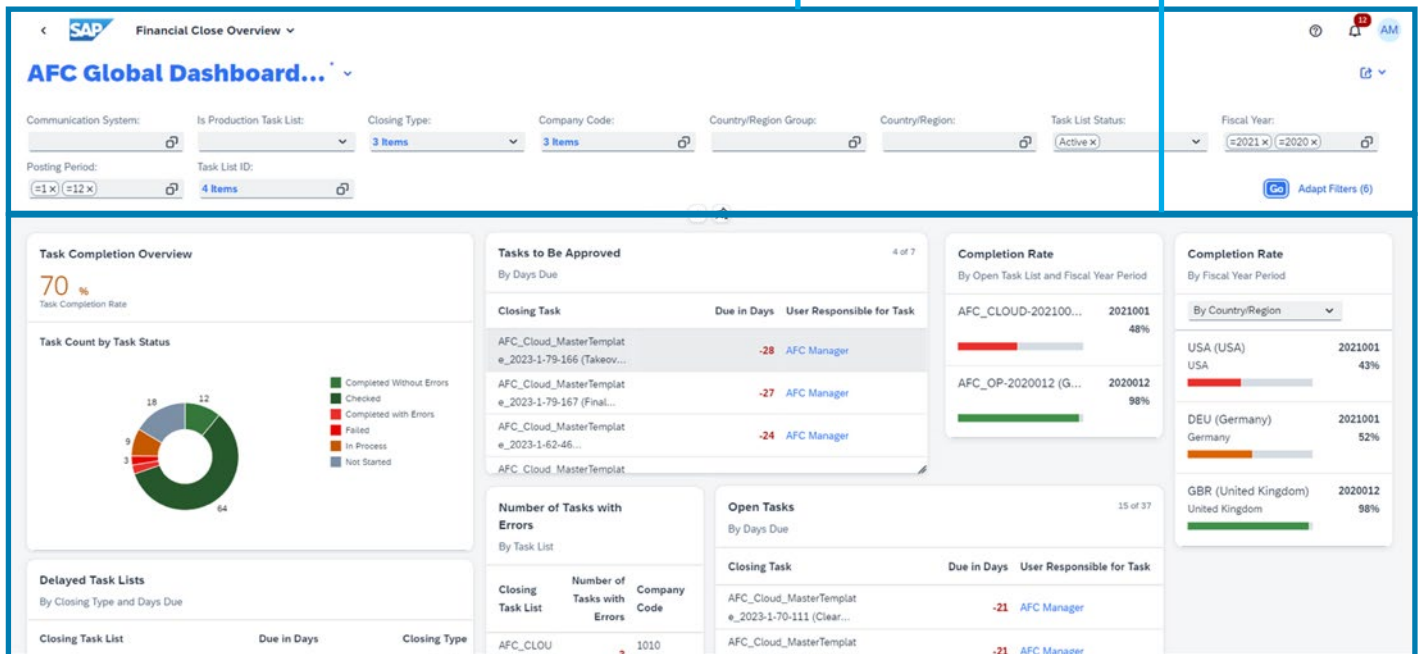 SAP Financial Close Overview
12
AM
AFC Global Dashboard...*
Communication System: Is Production Task List: Closing Type: Company Code: Country/Region Group: Country/Region: Task List Status: Fiscal Year:
3 Items 3 Items Active =2021 =2020
Posting Period: Task List ID:
=1 =12 4 Items Go Adapt Filters (6)
Task Completion Overview
70 %
Task Completion Rate
Task Count by Task Status
18
12
9
3
64
Completed Without Errors
Checked
Completed with Errors
Failed
In Process
Not Started
Delayed Task Lists
By Closing Type and Days Due
Closing Task List Due in Days Closing Type
Tasks to Be Approved 4 of 7
By Days Due
Closing Task Due in Days User Responsible for Task
AFC_Cloud_MasterTemplat
e_2023-1-79-166 (Takeov... -28 AFC Manager
AFC_Cloud_MasterTemplat
e_2023-1-79-167 (Final... -27 AFC Manager
AFC_Cloud_MasterTemplat
e_2023-1-62-46... -24 AFC Manager
AFC_Cloud_MasterTemplat
Number of Tasks with
Errors
By Task List
Closing
Task List
Number of
Tasks with
Errors
Company
Code
AFC_CLOU 1010
Open Tasks 15 of 37
By Days Due
Closing Task Due in Days User Responsible for Task
AFC_Cloud_MasterTemplat
e_2023-1-70-111 (Clear... -21 AFC Manager
AFC_Cloud_MasterTemplat
-21 AFC Manager
Completion Rate
By Open Task List and Fiscal Year Period
AFC_CLOUD-202100... 2021001
48%
AFC_OP-2020012 (G... 2020012
98%
Completion Rate
By Fiscal Year Period
By Country/Region
USA (USA) 2021001
USA 43%
DEU (Germany) 2021001
Germany 52%
GBR (United Kingdom) 2020012
United Kingdom 98%